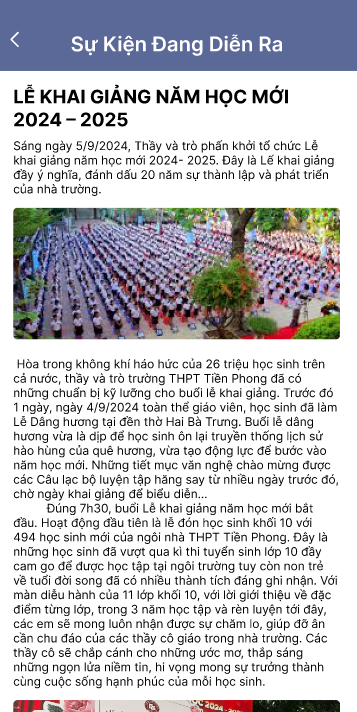 Sự Kiện Đang Diễn Ra
LỄ KHAI GIẢNG NĂM HỌC MỚI
2024 – 2025
Sáng ngày 5/9/2024, Thầy và trò phấn khởi tổ chức Lễ
khai giảng năm học mới 2024- 2025. Đây là Lế khai giảng
đầy ý nghĩa, đánh dấu 20 năm sự thành lập và phát triển
của nhà trường.
Hòa trong không khí háo hức của 26 triệu học sinh trên
cả nước, thầy và trò trường THPT Tiền Phong đã có
những chuẩn bị kỹ lưỡng cho buổi lễ khai giảng. Trước đó
1 ngày, ngày 4/9/2024 toàn thể giáo viên, học sinh đã làm
Lễ Dâng hương tại đền thờ Hai Bà Trưng. Buổi lễ dâng
hương vừa là dịp để học sinh ôn lại truyền thống lịch sử
hào hùng của quê hương, vừa tạo động lực để bước vào
năm học mới. Những tiết mục văn nghệ chào mừng được
các Câu lạc bộ luyện tập hăng say từ nhiều ngày trước đó,
chờ ngày khai giảng để biểu diễn...
Đúng 7h30, buổi Lễ khai giảng năm học mới bắt
đầu. Hoạt động đầu tiên là lễ đón học sinh khối 10 với
494 học sinh mới của ngôi nhà THPT Tiền Phong. Đây là
những học sinh đã vượt qua kì thi tuyển sinh lớp 10 đầy
cam go để được học tập tại ngôi trường tuy còn non trẻ
về tuổi đời song đã có nhiều thành tích đáng ghi nhận. Với
màn diễu hành của 11 lớp khối 10, với lời giới thiệu về đặc
điểm từng lớp, trong 3 năm học tập và rèn luyện tới đây,
các em sẽ mong luôn nhận được sự chăm lo, giúp đỡ ân
cần chu đáo của các thầy cô giáo trong nhà trường. Các
thầy cô sẽ chắp cánh cho những ước mơ, thắp sáng
những ngọn lửa niềm tin, hi vọng mong sự trưởng thành
cùng cuộc sống hạnh phúc của mỗi học sinh.